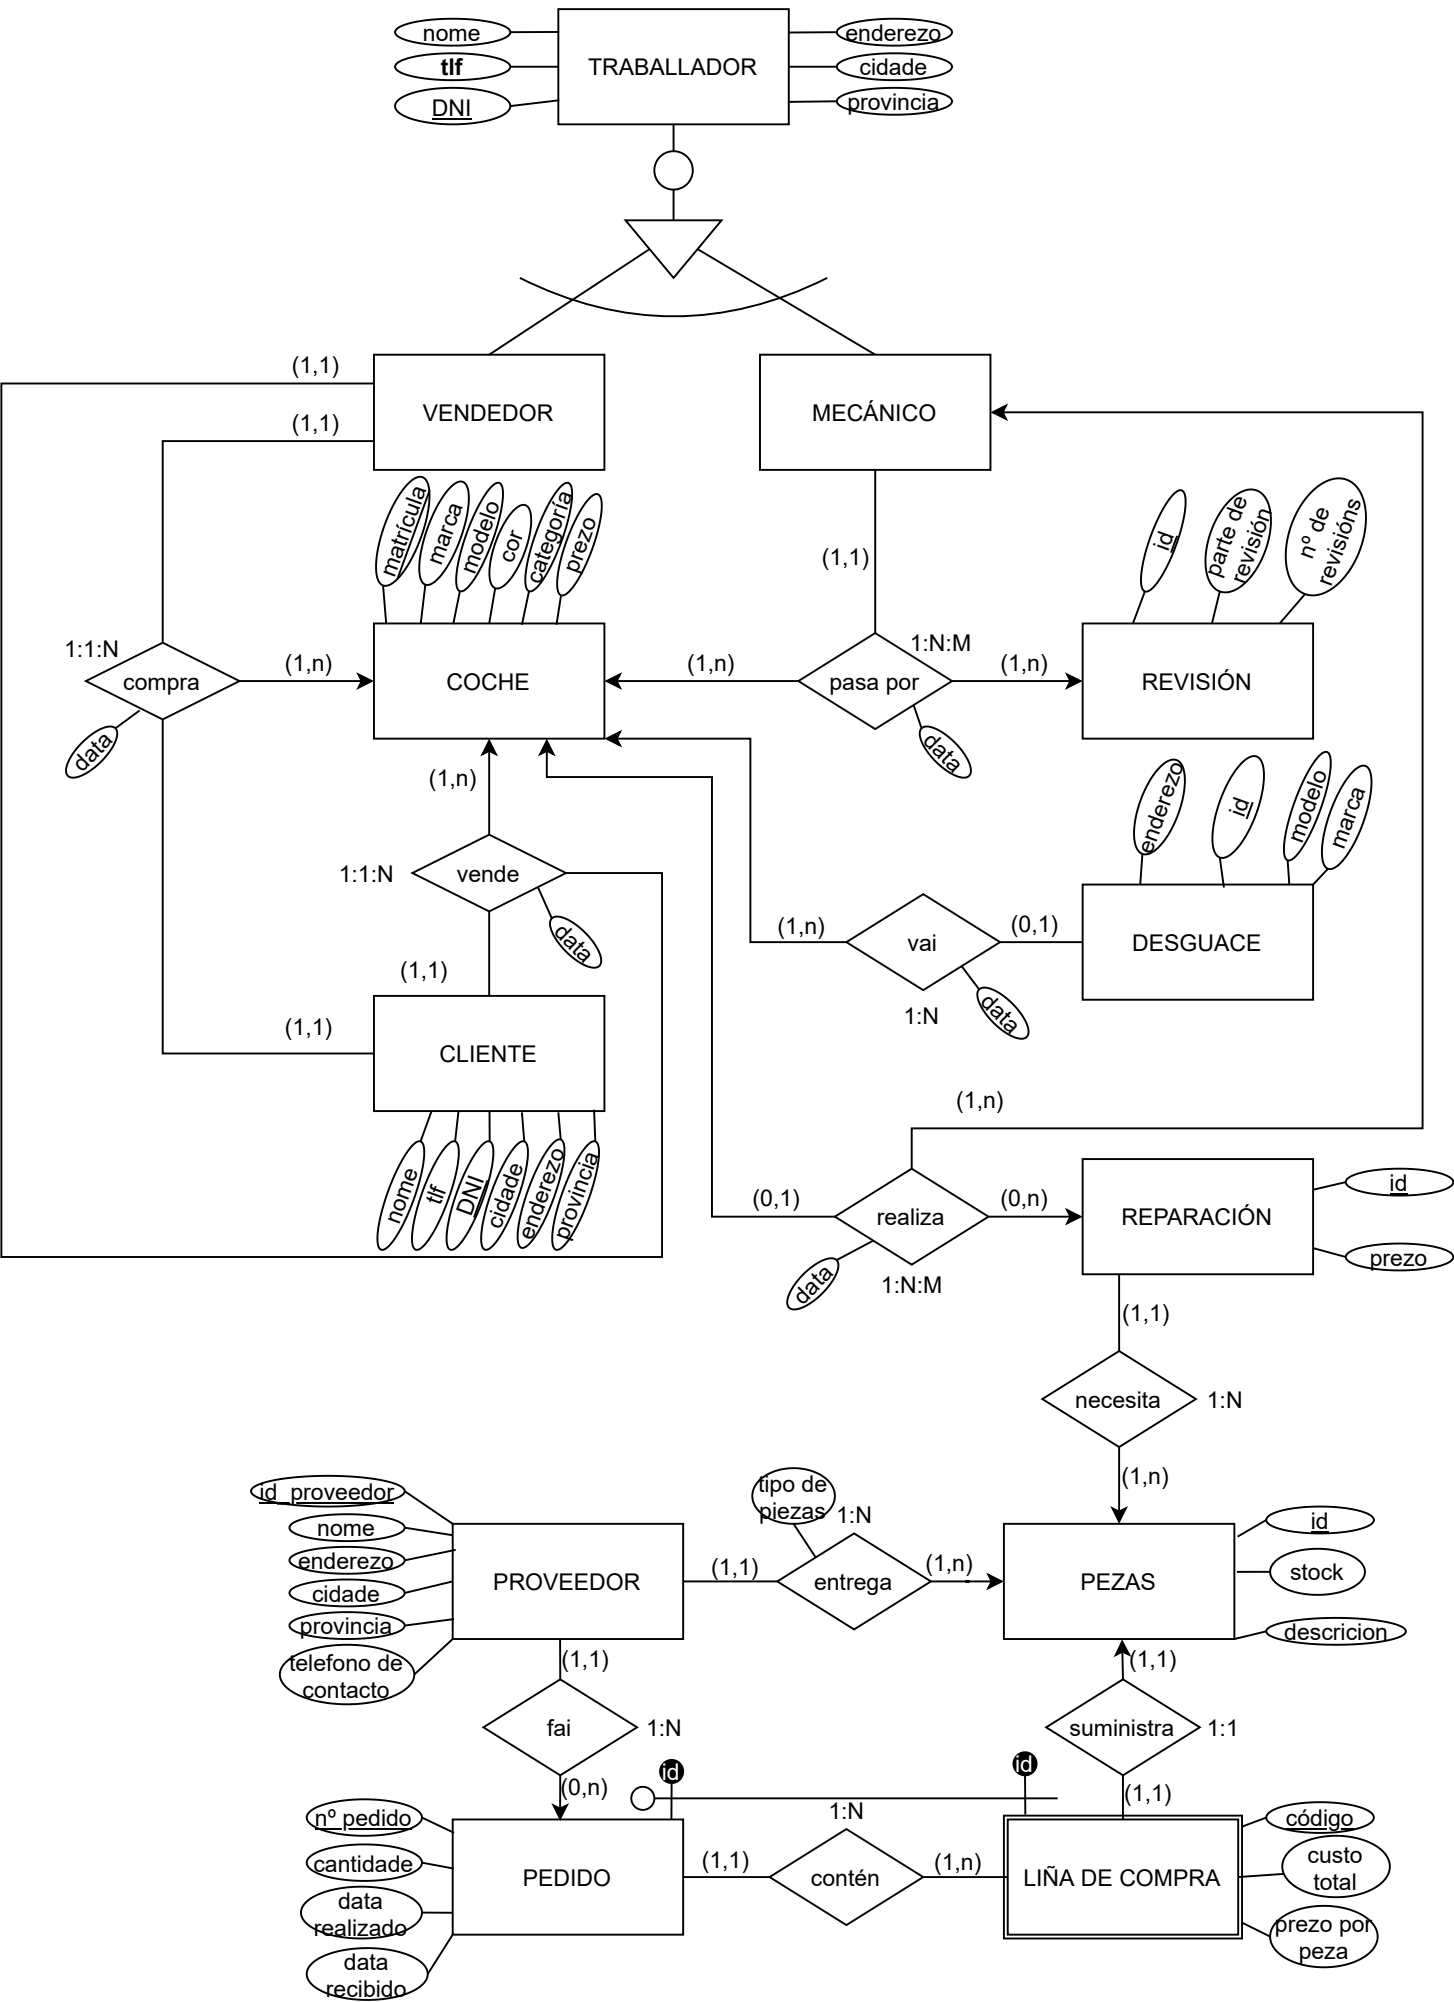 nome
tlf
DNI
TRABALLADOR
enderezo
cidade
provincia
(1,1)
(1,1)
VENDEDOR
MECÁNICO
matrícula
marca
modelo
cor
categoría
prezo
(1,1)
id
parte de
revisión
nº de
revisións
1:1:N
compra
(1,n)
data
COCHE
(1,n)
1:N:M
pasa por
(1,n)
data
REVISIÓN
(1,n)
1:1:N
vende
data
(1,1)
enderezo
id
modelo
marca
(1,n)
vai
(0,1)
1:N
data
DESGUACE
(1,1)
CLIENTE
nome
tlf
DNI
cidade
enderezo
provincia
(1,n)
(0,1)
realiza
(0,n)
data
1:N:M
REPARACIÓN
id
prezo
(1,1)
necesita
1:N
(1,n)
id_proveedor
nome
enderezo
cidade
provincia
telefono de
contacto
PROVEEDOR
tipo de
piezas
1:N
(1,1)
entrega
(1,n)
PEZAS
id
stock
descricion
(1,1)
fai
1:N
(0,n)
(1,1)
suministra
1:1
(1,1)
id
id
nº pedido
cantidade
data
realizado
data
recibido
PEDIDO
1:N
(1,1)
contén
(1,n)
LIÑA DE COMPRA
código
custo
total
prezo por
peza